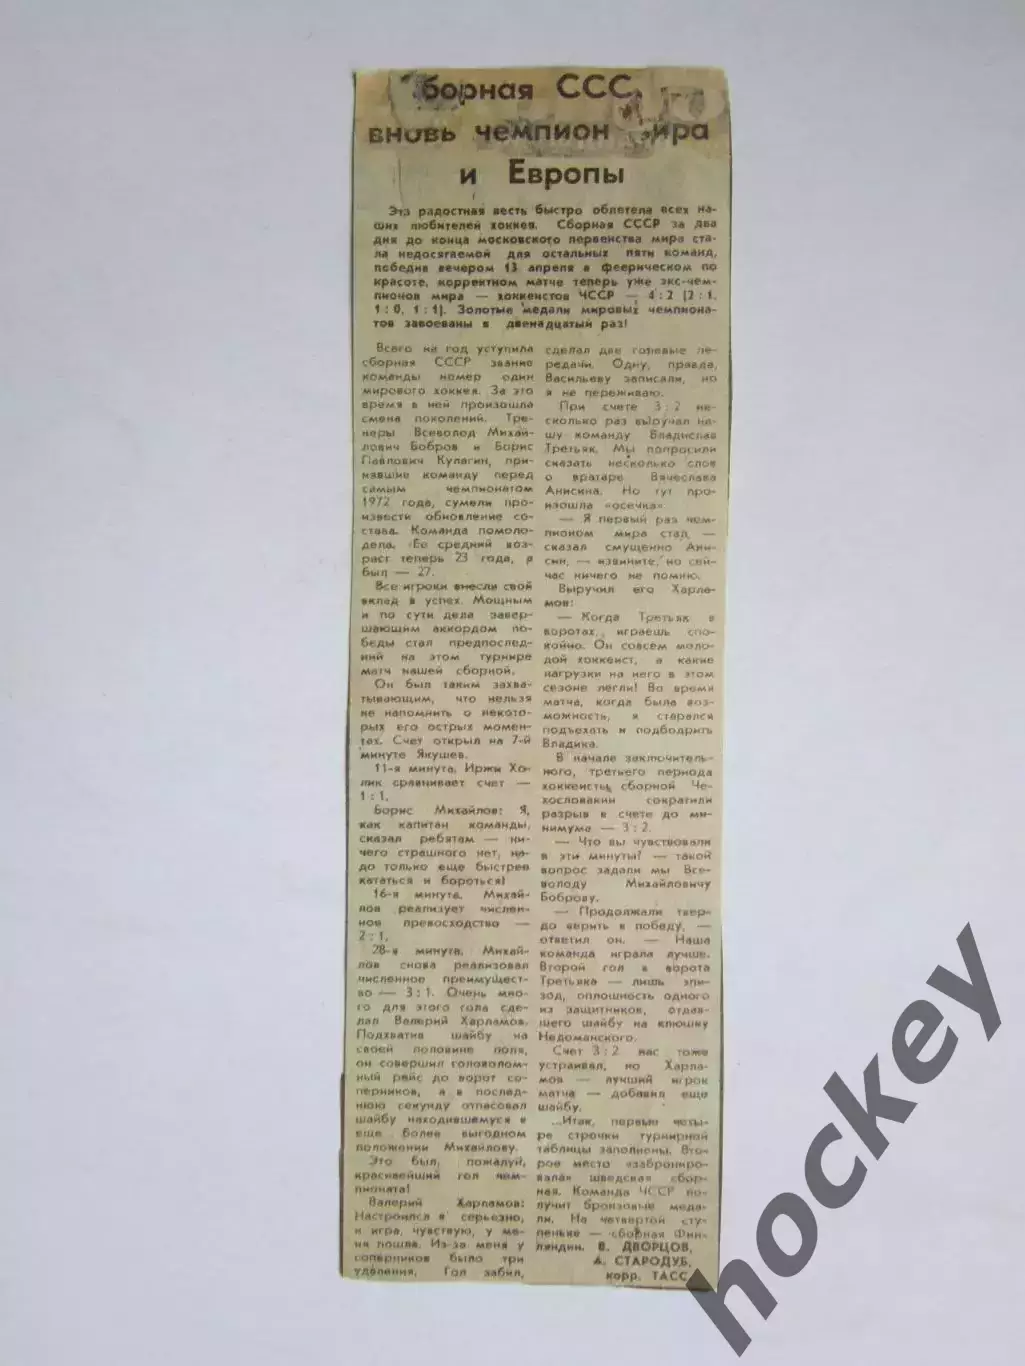 борная ССС
вновь чемпион ира
и Европы
Эта радостная весть быстро облетела всех на-
ших любителей хоккея. Сборная СССР за два
дня до конца московского первенства мира ста-
ла недосягаемой для остальных пяти команд,
победив вечером 13 апреля в феерическом по
красоте, корректном матче теперь уже экс-чем-
пионов мира — хоккеистов ЧССР — 4:2 (2:1,
1:0, 1:1). Золотые медали мировых чемпиона-
тов завоеваны в двенадцатый раз!
Всего на год уступила
сборная СССР звание
команды номер один
мирового хоккея. За это
время в ней произошла
смена поколений. Тре-
неры Всеволод Михай-
лович Бобров и Борис
Павлович Кулагин, при-
нявшие команду перед
самым чемпионатом
1972 года, сумели про-
извести обновление со-
става. Команда помоло-
дела. Ее средний воз-
раст теперь 23 года, а
был — 27.
Все игроки внесли свой
вклад в успех. Мощным
и по сути дела завер-
шающим аккордом по-
беды стал предпослед-
ний на этом турнире
матч нашей сборной.
Он был таким захва-
тывающим, что нельзя
не напомнить о некото-
рых его острых момен-
тах. Счет открыл на 7-й
минуте Якушев.
11-я минута. Иржи Хо-
лик сравнивает счет —
1:1.
Борис Михайлов: Я,
как капитан команды,
сказал ребятам — ни-
чего страшного нет, на-
до только еще быстрее
кататься и бороться!
16-я минута. Михай-
лов реализует числен-
ное превосходство —
2:1.
28-я минута. Михай-
лов снова реализовал
численное преимущест-
во — 3:1. Очень мно-
го для этого гола сде-
лал Валерий Харламов.
Подхватив шайбу на
своей половине поля,
он совершил головолом-
ный рейс до ворот со-
перников, а в послед-
нюю секунду отпасовал
шайбу находившемуся в
еще более выгодном
положении Михайлову.
Это был, пожалуй,
красивейший гол чем-
пионата!
Валерий Харламов:
Настроился я серьезно,
и игра, чувствую, у ме-
ня пошла. Из-за меня у
соперников было три
удаления. Гол забил,
сделал две голевые пе-
редачи. Одну, правда,
Васильеву записали, но
я не переживаю.
При счете 3:2 не-
сколько раз выручал на-
шу команду Владислав
Третьяк. Мы попросили
сказать несколько слов
о вратаре Вячеслава
Анисина. Но тут про-
изошла «осечка».
— Я первый раз чем-
пионом мира стал, —
сказал смущенно Ани-
син, — извините, но сей-
час ничего не помню.
Выручил его Харла-
мов:
— Когда Третьяк в
воротах, играешь спо-
койно. Он совсем моло-
дой хоккеист, а какие
нагрузки на него в этом
сезоне легли! Во время
матча, когда была воз-
можность, я старался
подъехать и подбодрить
Владика.
В начале заключитель-
ного, третьего периода
хоккеисты сборной Че-
хословакии сократили
разрыв в счете до ми-
нимума — 3:2.
— Что вы чувствовали
в эти минуты? — такой
вопрос задали мы Все-
володу Михайловичу
Боброву.
— Продолжали твер-
до верить в победу, —
ответил он. — Наша
команда играла лучше.
Второй гол в ворота
Третьяка — лишь эпи-
зод, оплошность одного
из защитников, отдав-
шего шайбу на клюшку
Недоманского.
Счет 3:2 нас тоже
устраивал, но Харла-
мов — лучший игрок
матча — добавил еще
шайбу.
...Итак, первые четы-
ре строчки турнирной
таблицы заполнены. Вто-
рое место «заброниро-
вала» шведская сбор-
ная. Команда ЧССР по-
лучит бронзовые меда-
ли. На четвертой сту-
пеньке — сборная Фин-
ляндии. В. ДВОРЦОВ,
А. СТАРОДУБ,
корр. ТАСС.
hockey